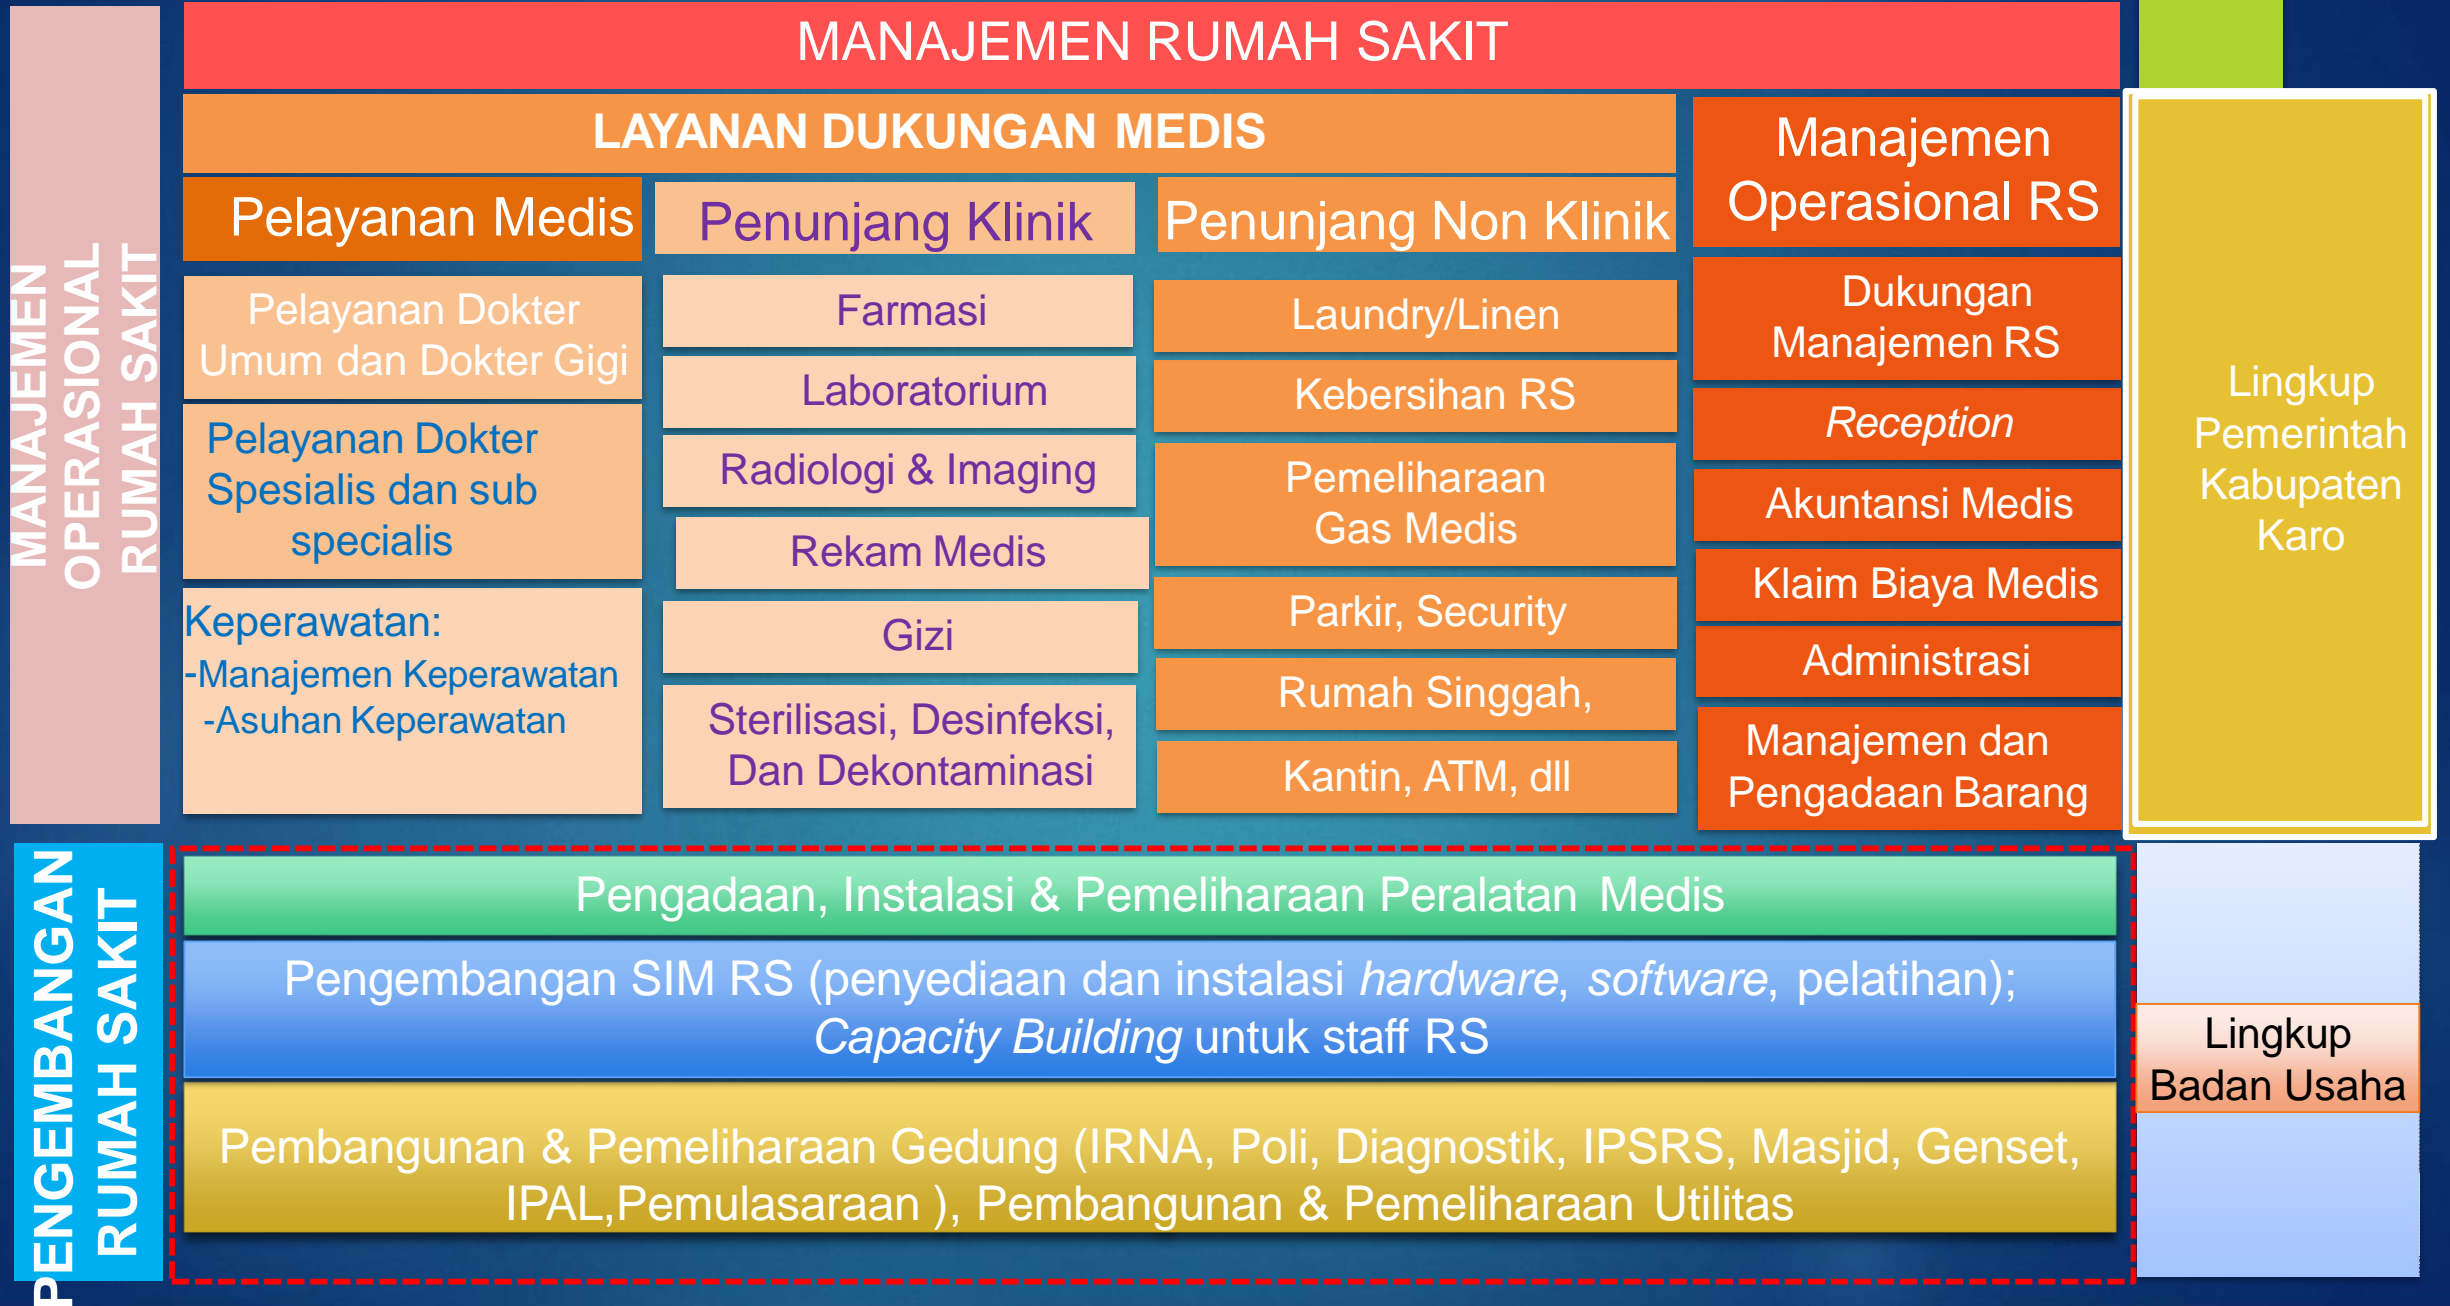 MANAJEMEN RUMAH SAKIT
MANAJEMEN
OPERASIONAL
RUMAH SAKIT
LAYANAN DUKUNGAN MEDIS
Pelayanan Medis
Pelayanan Dokter
Umum dan Dokter Gigi
Pelayanan Dokter
Spesialis dan sub
specialis
Keperawatan:
-Manajemen Keperawatan
-Asuhan Keperawatan
Penunjang Klinik
Farmasi
Laboratorium
Radiologi & Imaging
Rekam Medis
Gizi
Sterilisasi, Desinfeksi,
Dan Dekontaminasi
Penunjang Non Klinik
Laundry/Linen
Kebersihan RS
Pemeliharaan
Gas Medis
Parkir, Security
Rumah Singgah,
Kantin, ATM, dll
Manajemen
Operasional RS
Dukungan
Manajemen RS
Reception
Akuntansi Medis
Klaim Biaya Medis
Administrasi
Manajemen dan
Pengadaan Barang
Lingkup
Pemerintah
Kabupaten
Karo
PENGEMBANGAN
RUMAH SAKIT
Pengadaan, Instalasi & Pemeliharaan Peralatan Medis
Pengembangan SIM RS (penyediaan dan instalasi hardware, software, pelatihan);
Capacity Building untuk staff RS
Pembangunan & Pemeliharaan Gedung (IRNA, Poli, Diagnostik, IPSRS, Masjid, Genset,
IPAL,Pemulasaraan ), Pembangunan & Pemeliharaan Utilitas
Lingkup
Badan Usaha